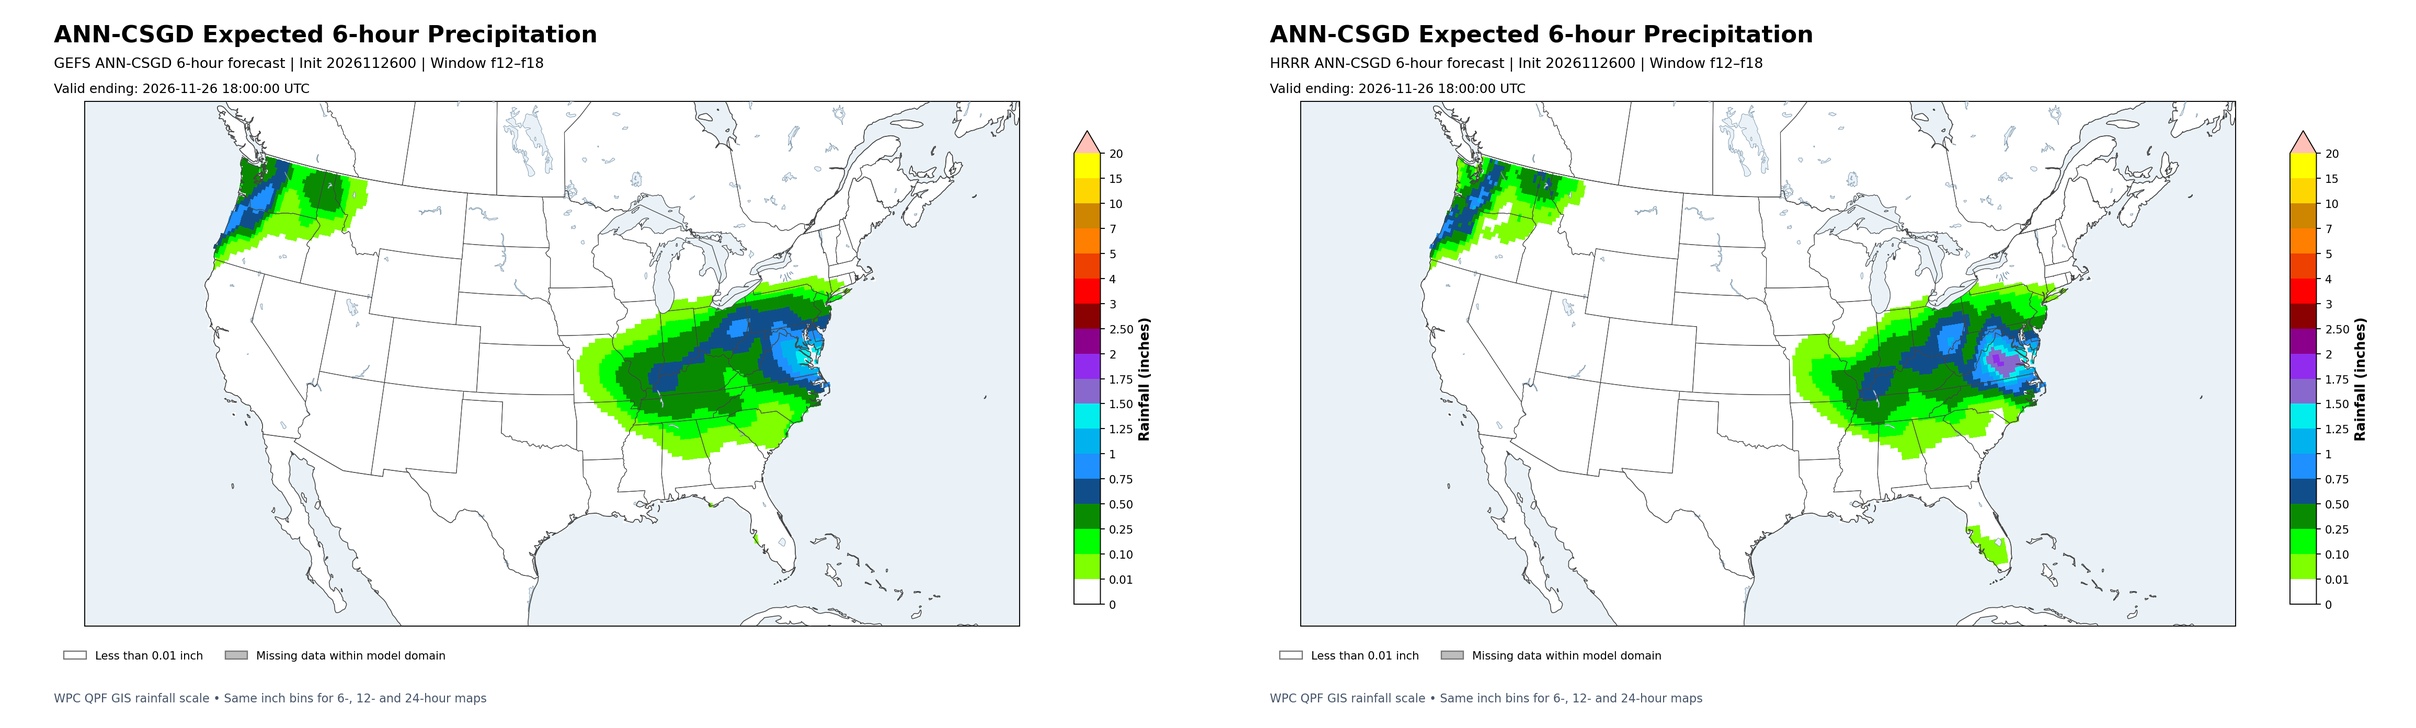 ANN-CSGD Expected 6-hour Precipitation
GEFS ANN-CSGD 6-hour forecast | Init 2026112600 | Window f12–f18
Valid ending: 2026-11-26 18:00:00 UTC
20
15
10
7
5
4
3
2.50
2
1.75
1.50
1.25
1
0.75
0.50
0.25
0.10
0.01
0
Rainfall (inches)
Less than 0.01 inch
Missing data within model domain
WPC QPF GIS rainfall scale • Same inch bins for 6-, 12- and 24-hour maps
ANN-CSGD Expected 6-hour Precipitation
HRRR ANN-CSGD 6-hour forecast | Init 2026112600 | Window f12–f18
Valid ending: 2026-11-26 18:00:00 UTC
20
15
10
7
5
4
3
2.50
2
1.75
1.50
1.25
1
0.75
0.50
0.25
0.10
0.01
0
Rainfall (inches)
Less than 0.01 inch
Missing data within model domain
WPC QPF GIS rainfall scale • Same inch bins for 6-, 12- and 24-hour maps